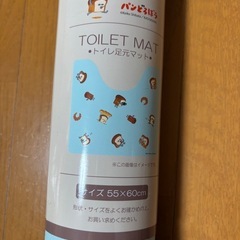 パンどろぼう
TOILET MAT
●トイレ足元マット●
※この画像はイメージです
サイズ 55×60cm
形状・サイズをよくお確かめの上
お買い求めください。